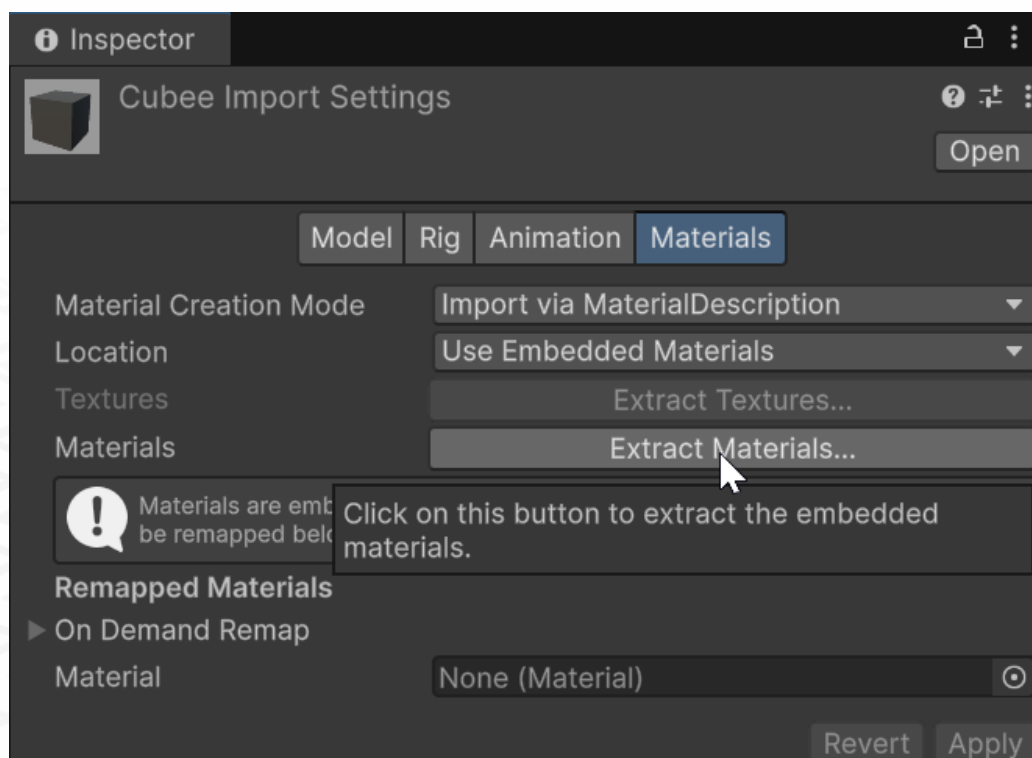 Inspector
Cubee Import Settings
Open
Model Rig Animation Materials
Material Creation Mode Import via MaterialDescription
Location Use Embedded Materials
Textures Extract Textures...
Materials Extract Materials...
Materials are emb
be remapped belo
Click on this button to extract the embedded
materials.
Remapped Materials
On Demand Remap
Material None (Material)
Revert Apply